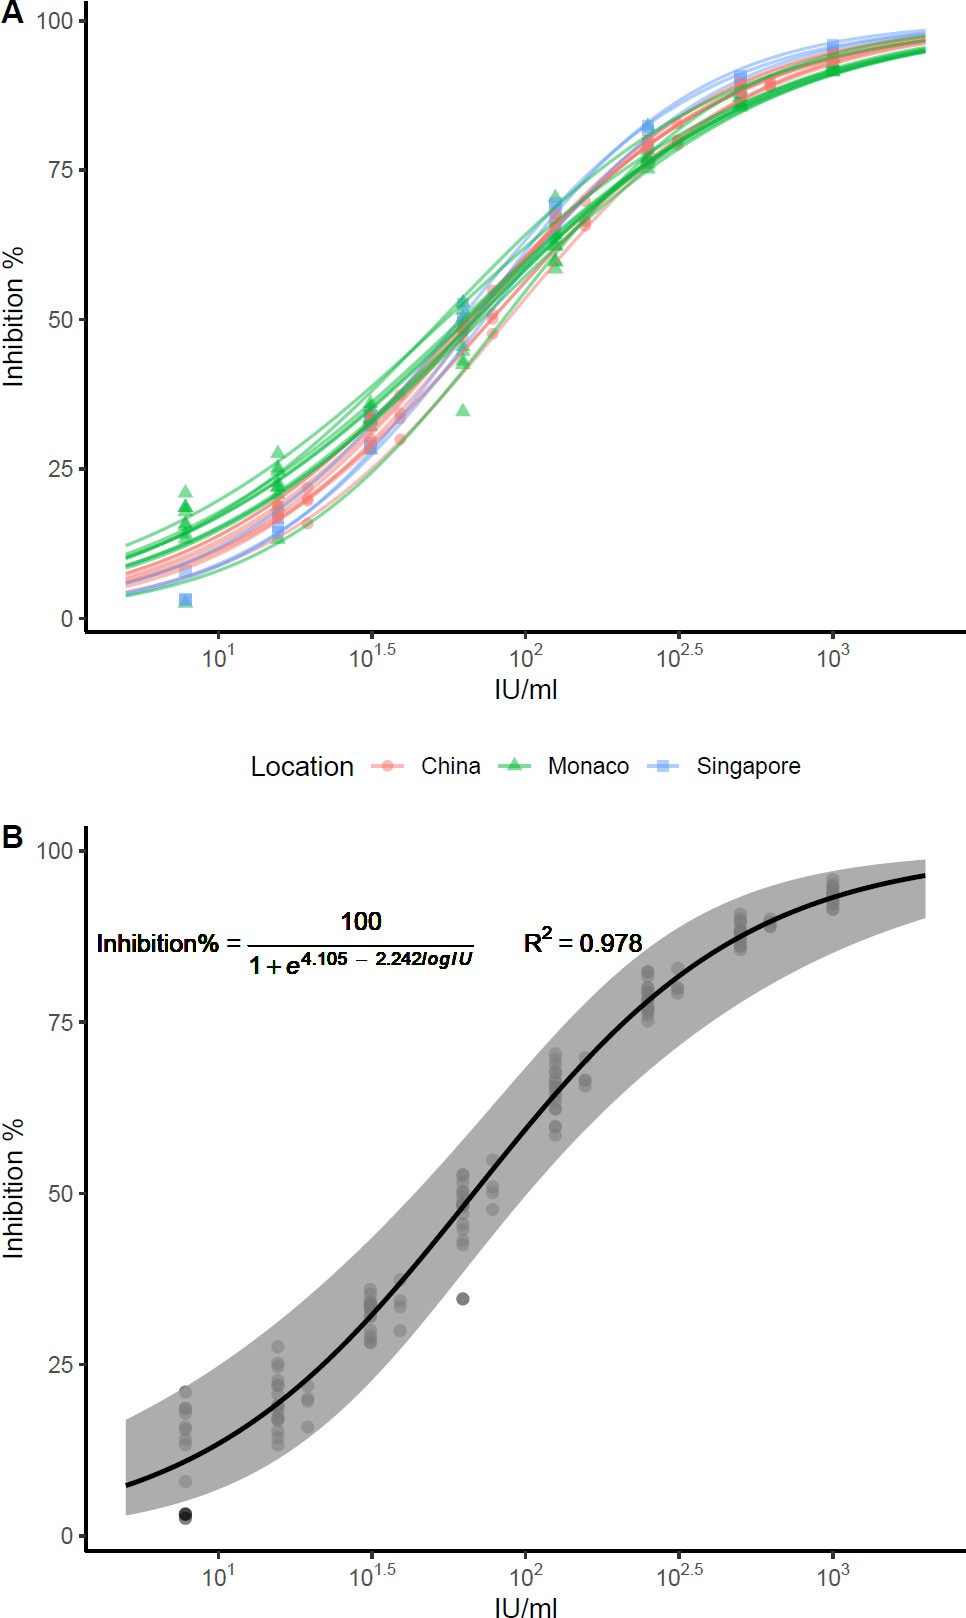 A
100
75
50
25
0
Inhibition %
10^1 10^1.5 10^2 10^2.5 10^3
IU/ml
Location China Monaco Singapore
B
100
75
50
25
0
Inhibition %
Inhibition% = 100 / 1 + e^4.105 − 2.242logIU R^2 = 0.978
10^1 10^1.5 10^2 10^2.5 10^3
IU/ml